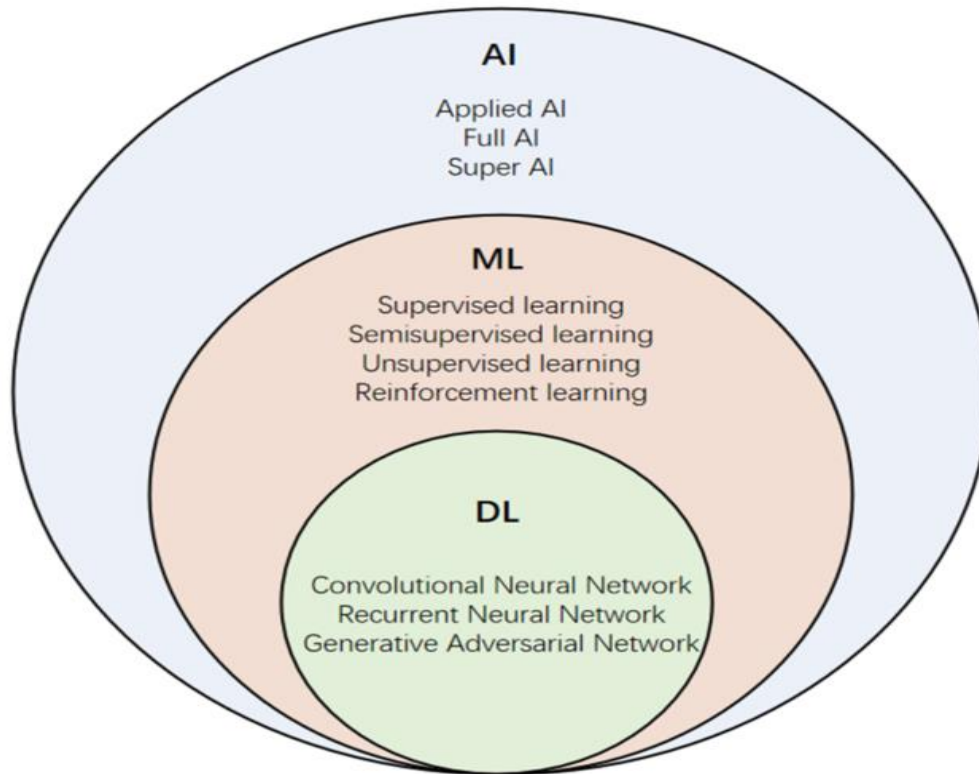 AI
Applied AI
Full AI
Super AI
ML
Supervised learning
Semisupervised learning
Unsupervised learning
Reinforcement learning
DL
Convolutional Neural Network
Recurrent Neural Network
Generative Adversarial Network